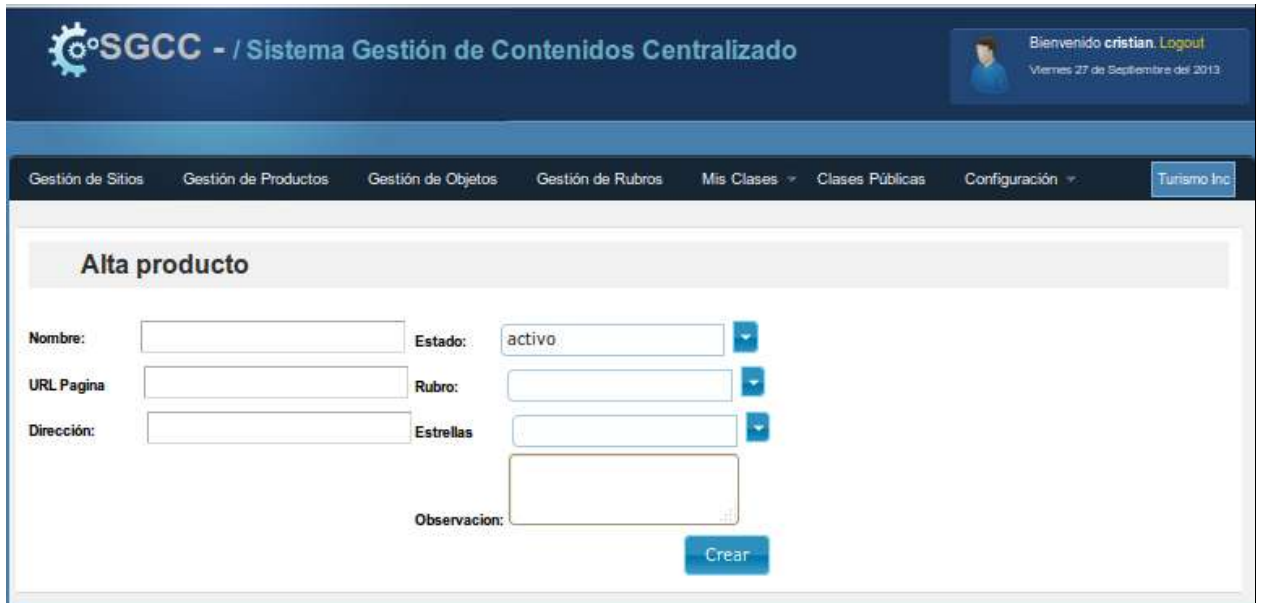 SGCC - / Sistema Gestión de Contenidos Centralizado
Bienvenido cristian. Logout
Viernes 27 de Septiembre del 2013
Gestión de Sitios Gestión de Productos Gestión de Objetos Gestión de Rubros Mis Clases Clases Públicas Configuración Turismo Inc
Alta producto
Nombre: Estado: activo
URL Pagina Rubro:
Dirección: Estrellas
Observacion:
Crear